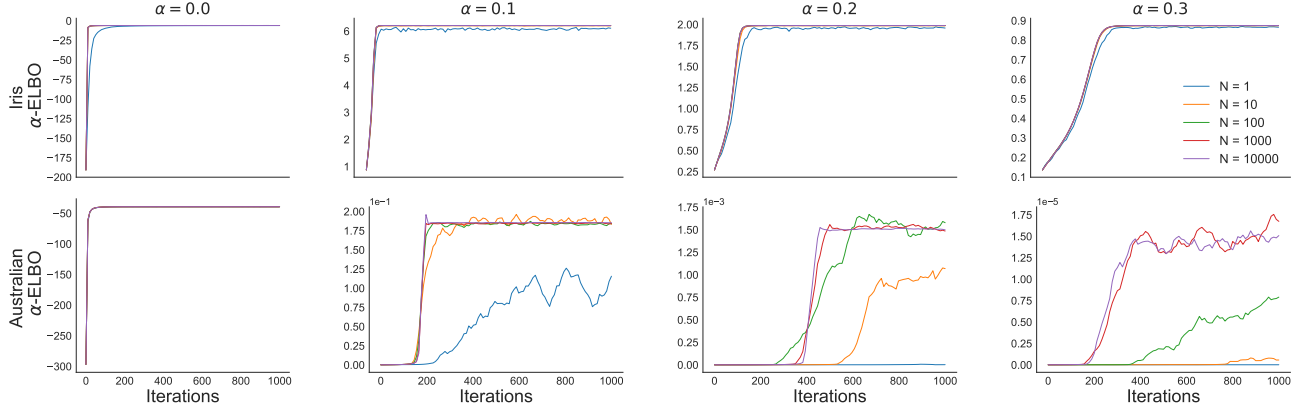 α = 0.0
α = 0.1
α = 0.2
α = 0.3
Iris
α-ELBO
0
−25
−50
−75
−100
−125
−150
−175
−200
6
5
4
3
2
1
2.00
1.75
1.50
1.25
1.00
0.75
0.50
0.25
0.9
0.8
0.7
0.6
0.5
0.4
0.3
0.2
0.1
N = 1
N = 10
N = 100
N = 1000
N = 10000
Australian
α-ELBO
−50
−100
−150
−200
−250
−300
0 200 400 600 800 1000
Iterations
1e−1
2.00
1.75
1.50
1.25
1.00
0.75
0.50
0.25
0.00
0 200 400 600 800 1000
Iterations
1e−3
1.75
1.50
1.25
1.00
0.75
0.50
0.25
0.00
0 200 400 600 800 1000
Iterations
1e−5
1.75
1.50
1.25
1.00
0.75
0.50
0.25
0.00
0 200 400 600 800 1000
Iterations